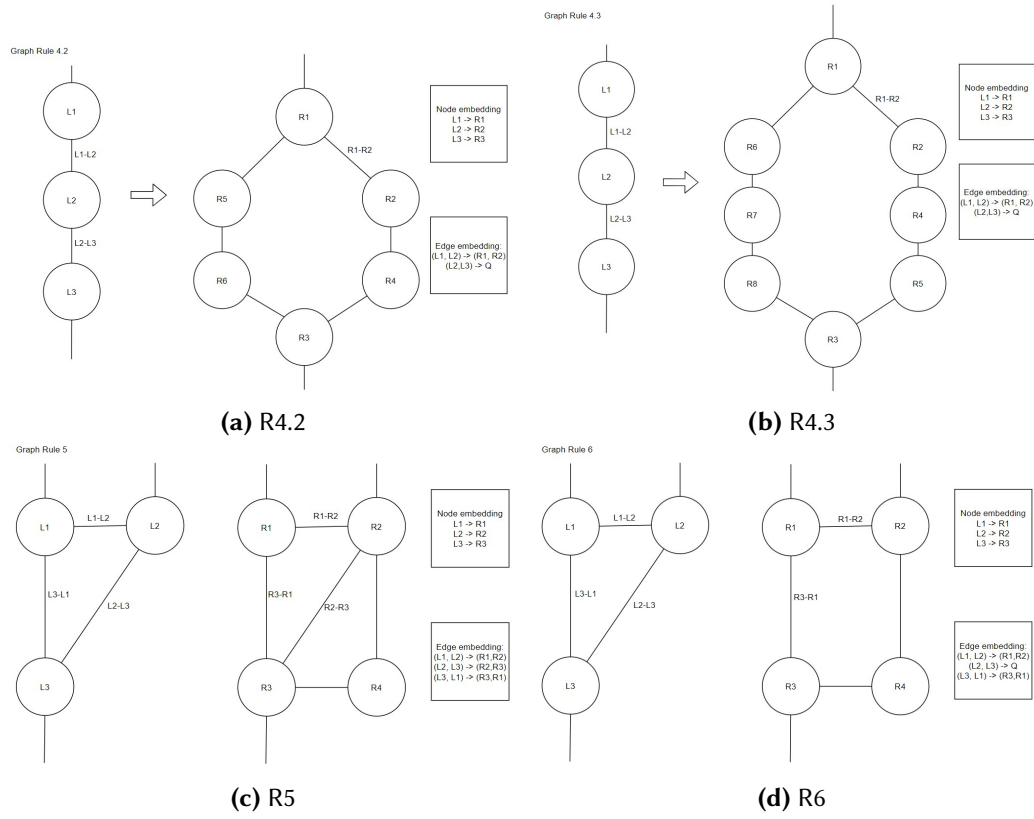 Graph Rule 4.2
L1
L1-L2
L2
L2-L3
L3
R1
R1-R2
R5
R2
R6
R4
R3
Node embedding
L1 -> R1
L2 -> R2
L3 -> R3
Edge embedding:
(L1, L2) -> (R1, R2)
(L2,L3) -> Q
(a) R4.2
Graph Rule 4.3
L1
L1-L2
L2
L2-L3
L3
R1
R1-R2
R6
R2
R7
R4
R8
R5
R3
Node embedding
L1 -> R1
L2 -> R2
L3 -> R3
Edge embedding:
(L1, L2) -> (R1, R2)
(L2,L3) -> Q
(b) R4.3
Graph Rule 5
L1
L1-L2
L2
L3-L1
L2-L3
L3
R1
R1-R2
R2
R3-R1
R2-R3
R3
R4
Node embedding
L1 -> R1
L2 -> R2
L3 -> R3
Edge embedding:
(L1, L2) -> (R1,R2)
(L2, L3) -> (R2,R3)
(L3, L1) -> (R3,R1)
(c) R5
Graph Rule 6
L1
L1-L2
L2
L3-L1
L2-L3
L3
R1
R1-R2
R2
R3-R1
R3
R4
Node embedding
L1 -> R1
L2 -> R2
L3 -> R3
Edge embedding:
(L1, L2) -> (R1,R2)
(L2, L3) -> Q
(L3, L1) -> (R3,R1)
(d) R6